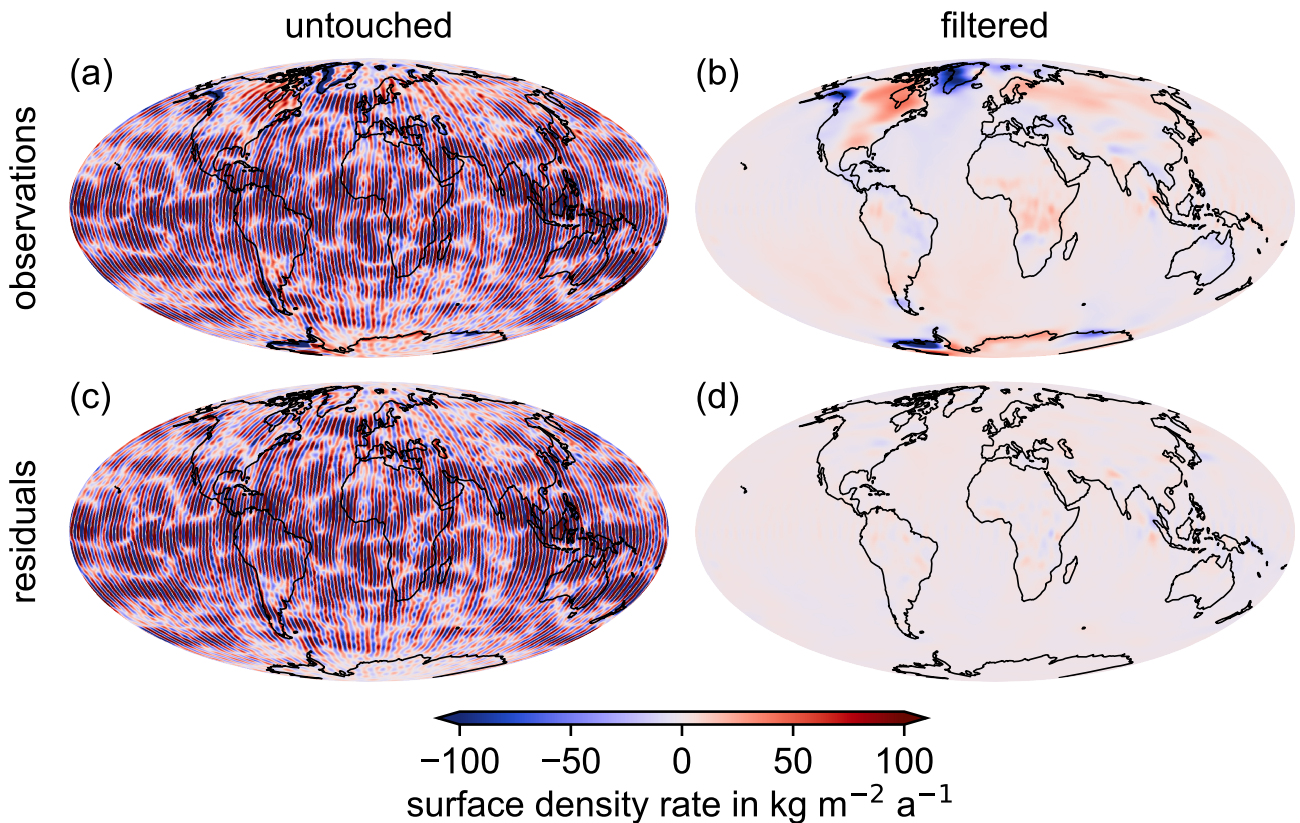 untouched
filtered
(a)
(b)
observations
(c)
(d)
residuals
−100
−50
0
50
100
surface density rate in kg m⁻² a⁻¹